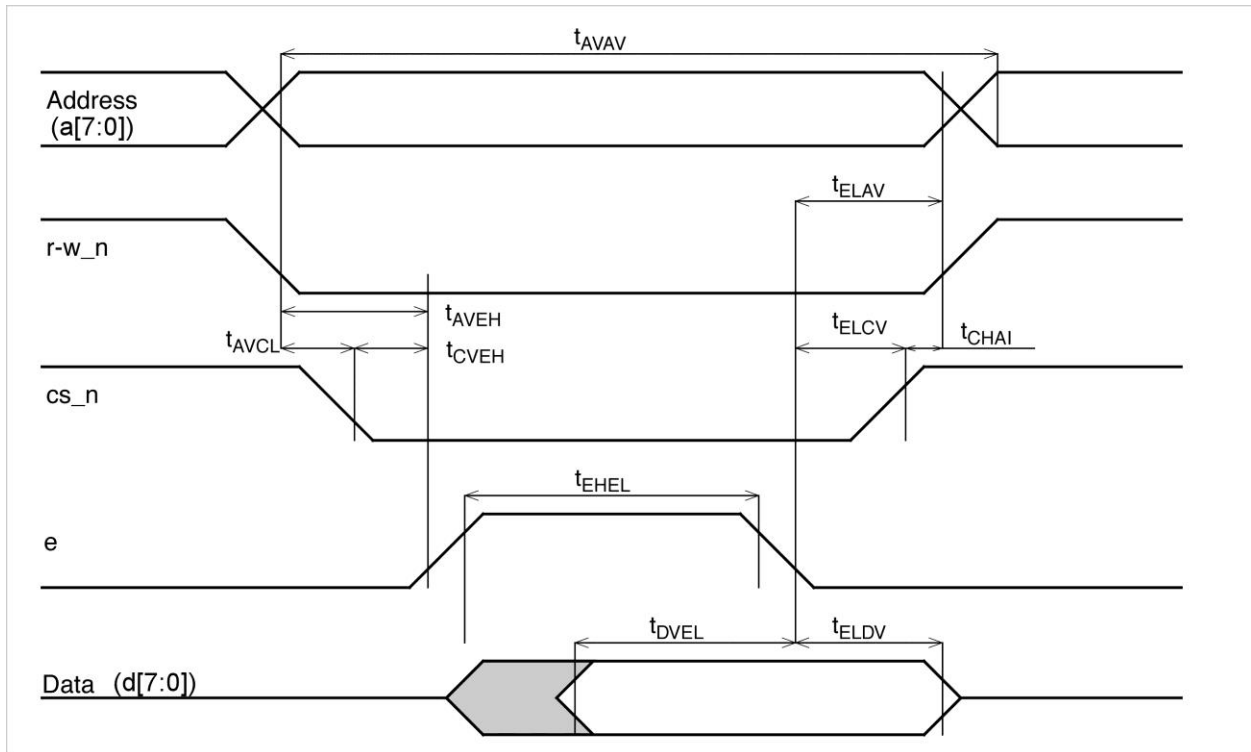 tAVAV
Address
(a[7:0])
tELAV
r-w_n
tAVEH
tELCV
tAVCL
tCVEH
tCHAI
cs_n
tEHEL
e
tDVEL
tELDV
Data (d[7:0])